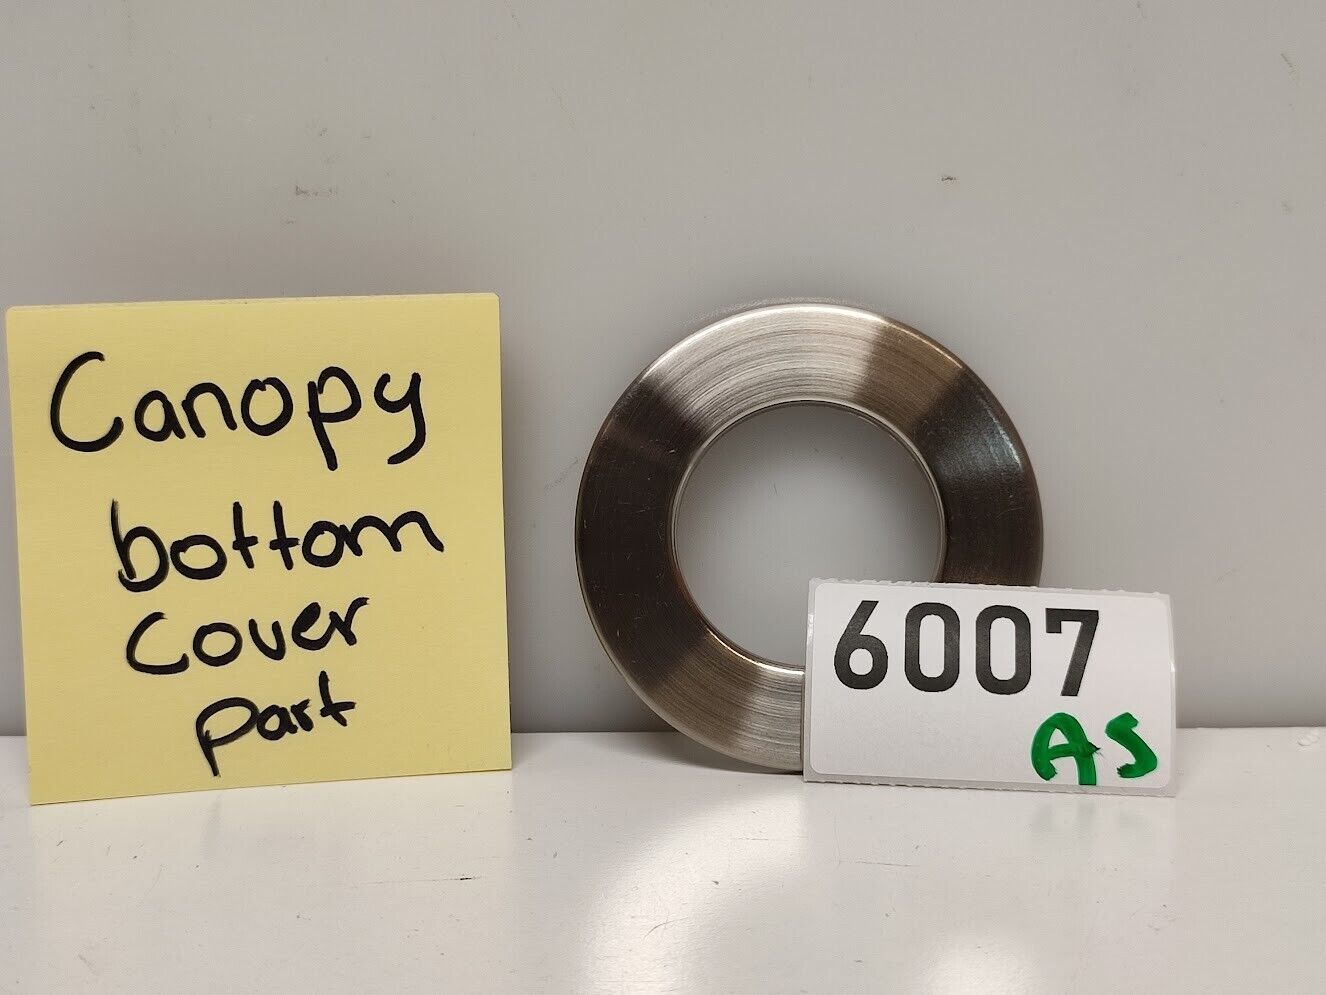 Canopy
bottom
cover
part
6007
AS